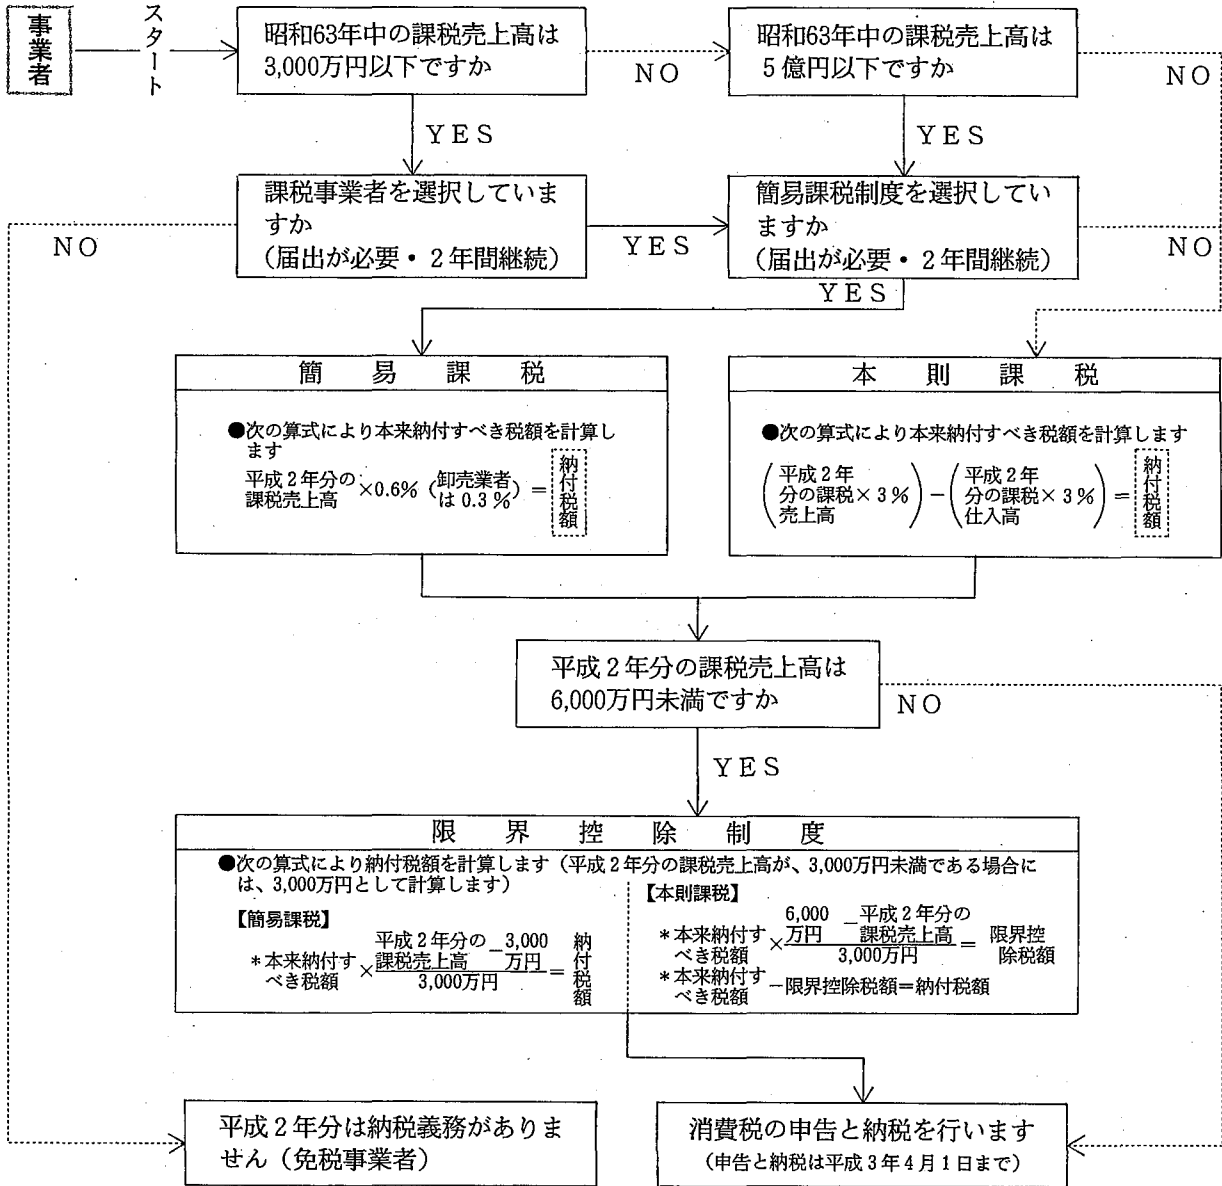 事業者
スタート
昭和63年中の課税売上高は
3,000万円以下ですか
NO
昭和63年中の課税売上高は
5億円以下ですか
NO
YES
YES
課税事業者を選択していま
すか
(届出が必要・2年間継続)
NO
YES
簡易課税制度を選択してい
ますか
(届出が必要・2年間継続)
NO
YES
簡易課税
●次の算式により本来納付すべき税額を計算し
ます
平成2年分の
課税売上高
×0.6%(卸売業者
は0.3%)=
納付税額
本則課税
●次の算式により本来納付すべき税額を計算します
(平成2年
分の課税×3%
売上高)
-
(平成2年
分の課税×3%
仕入高)
=
納付税額
平成2年分の課税売上高は
6,000万円未満ですか
NO
YES
限界控除制度
●次の算式により納付税額を計算します(平成2年分の課税売上高が、3,000万円未満である場合に
は、3,000万円として計算します)
【簡易課税】
*本来納付す
べき税額
×
平成2年分の
課税売上高
-3,000
万円
3,000万円
=
納付税額
【本則課税】
*本来納付す
べき税額
×
6,000
万円
-平成2年分の
課税売上高
3,000万円
=
限界控
除税額
*本来納付す
べき税額
-限界控除税額=納付税額
平成2年分は納税義務がありま
せん(免税事業者)
消費税の申告と納税を行います
(申告と納税は平成3年4月1日まで)